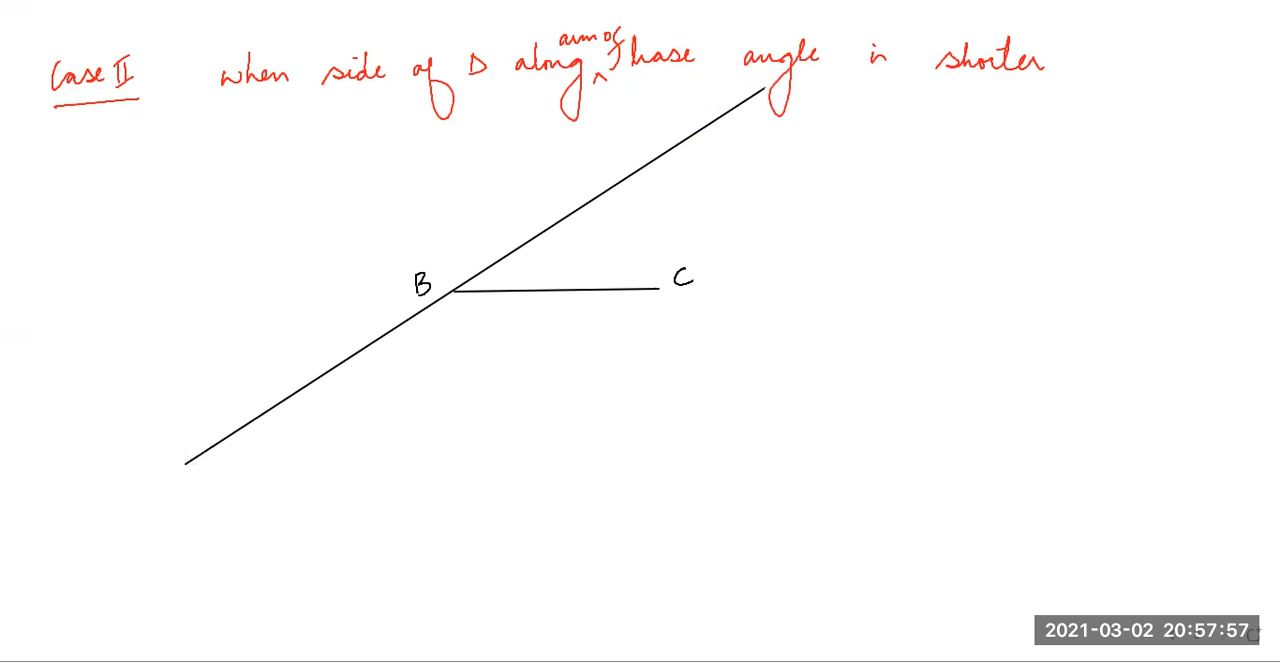 Case II when side of Δ along arm of base angle is shorter
B C
2021-03-02 20:57:57